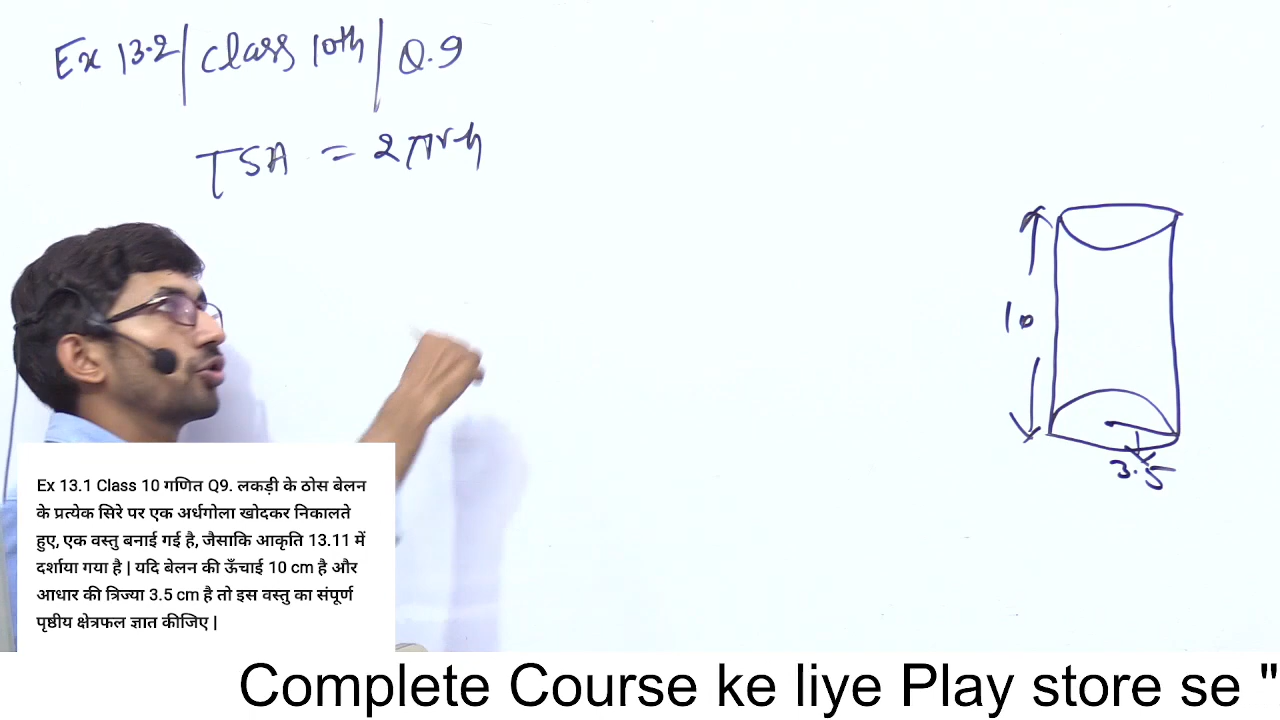 Ex 13.2 | Class 10th | Q.9
TSA = 2πrh
10
3.5
Ex 13.1 Class 10 गणित Q9. लकड़ी के ठोस बेलन
के प्रत्येक सिरे पर एक अर्धगोला खोदकर निकालते
हुए, एक वस्तु बनाई गई है, जैसाकि आकृति 13.11 में
दर्शाया गया है | यदि बेलन की ऊँचाई 10 cm है और
आधार की त्रिज्या 3.5 cm है तो इस वस्तु का संपूर्ण
पृष्ठीय क्षेत्रफल ज्ञात कीजिए |
Complete Course ke liye Play store se "